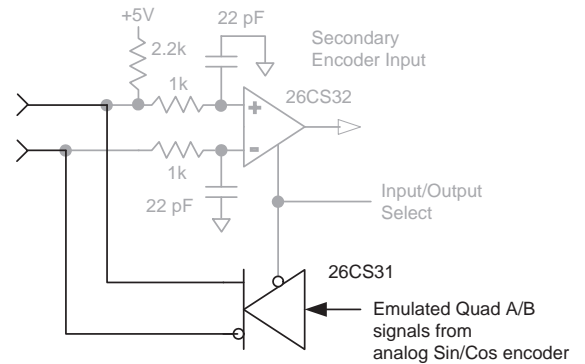 +5V
22 pF
2.2k
Secondary
Encoder Input
1k
26CS32
+
-
1k
22 pF
Input/Output
Select
26CS31
Emulated Quad A/B
signals from
analog Sin/Cos encoder